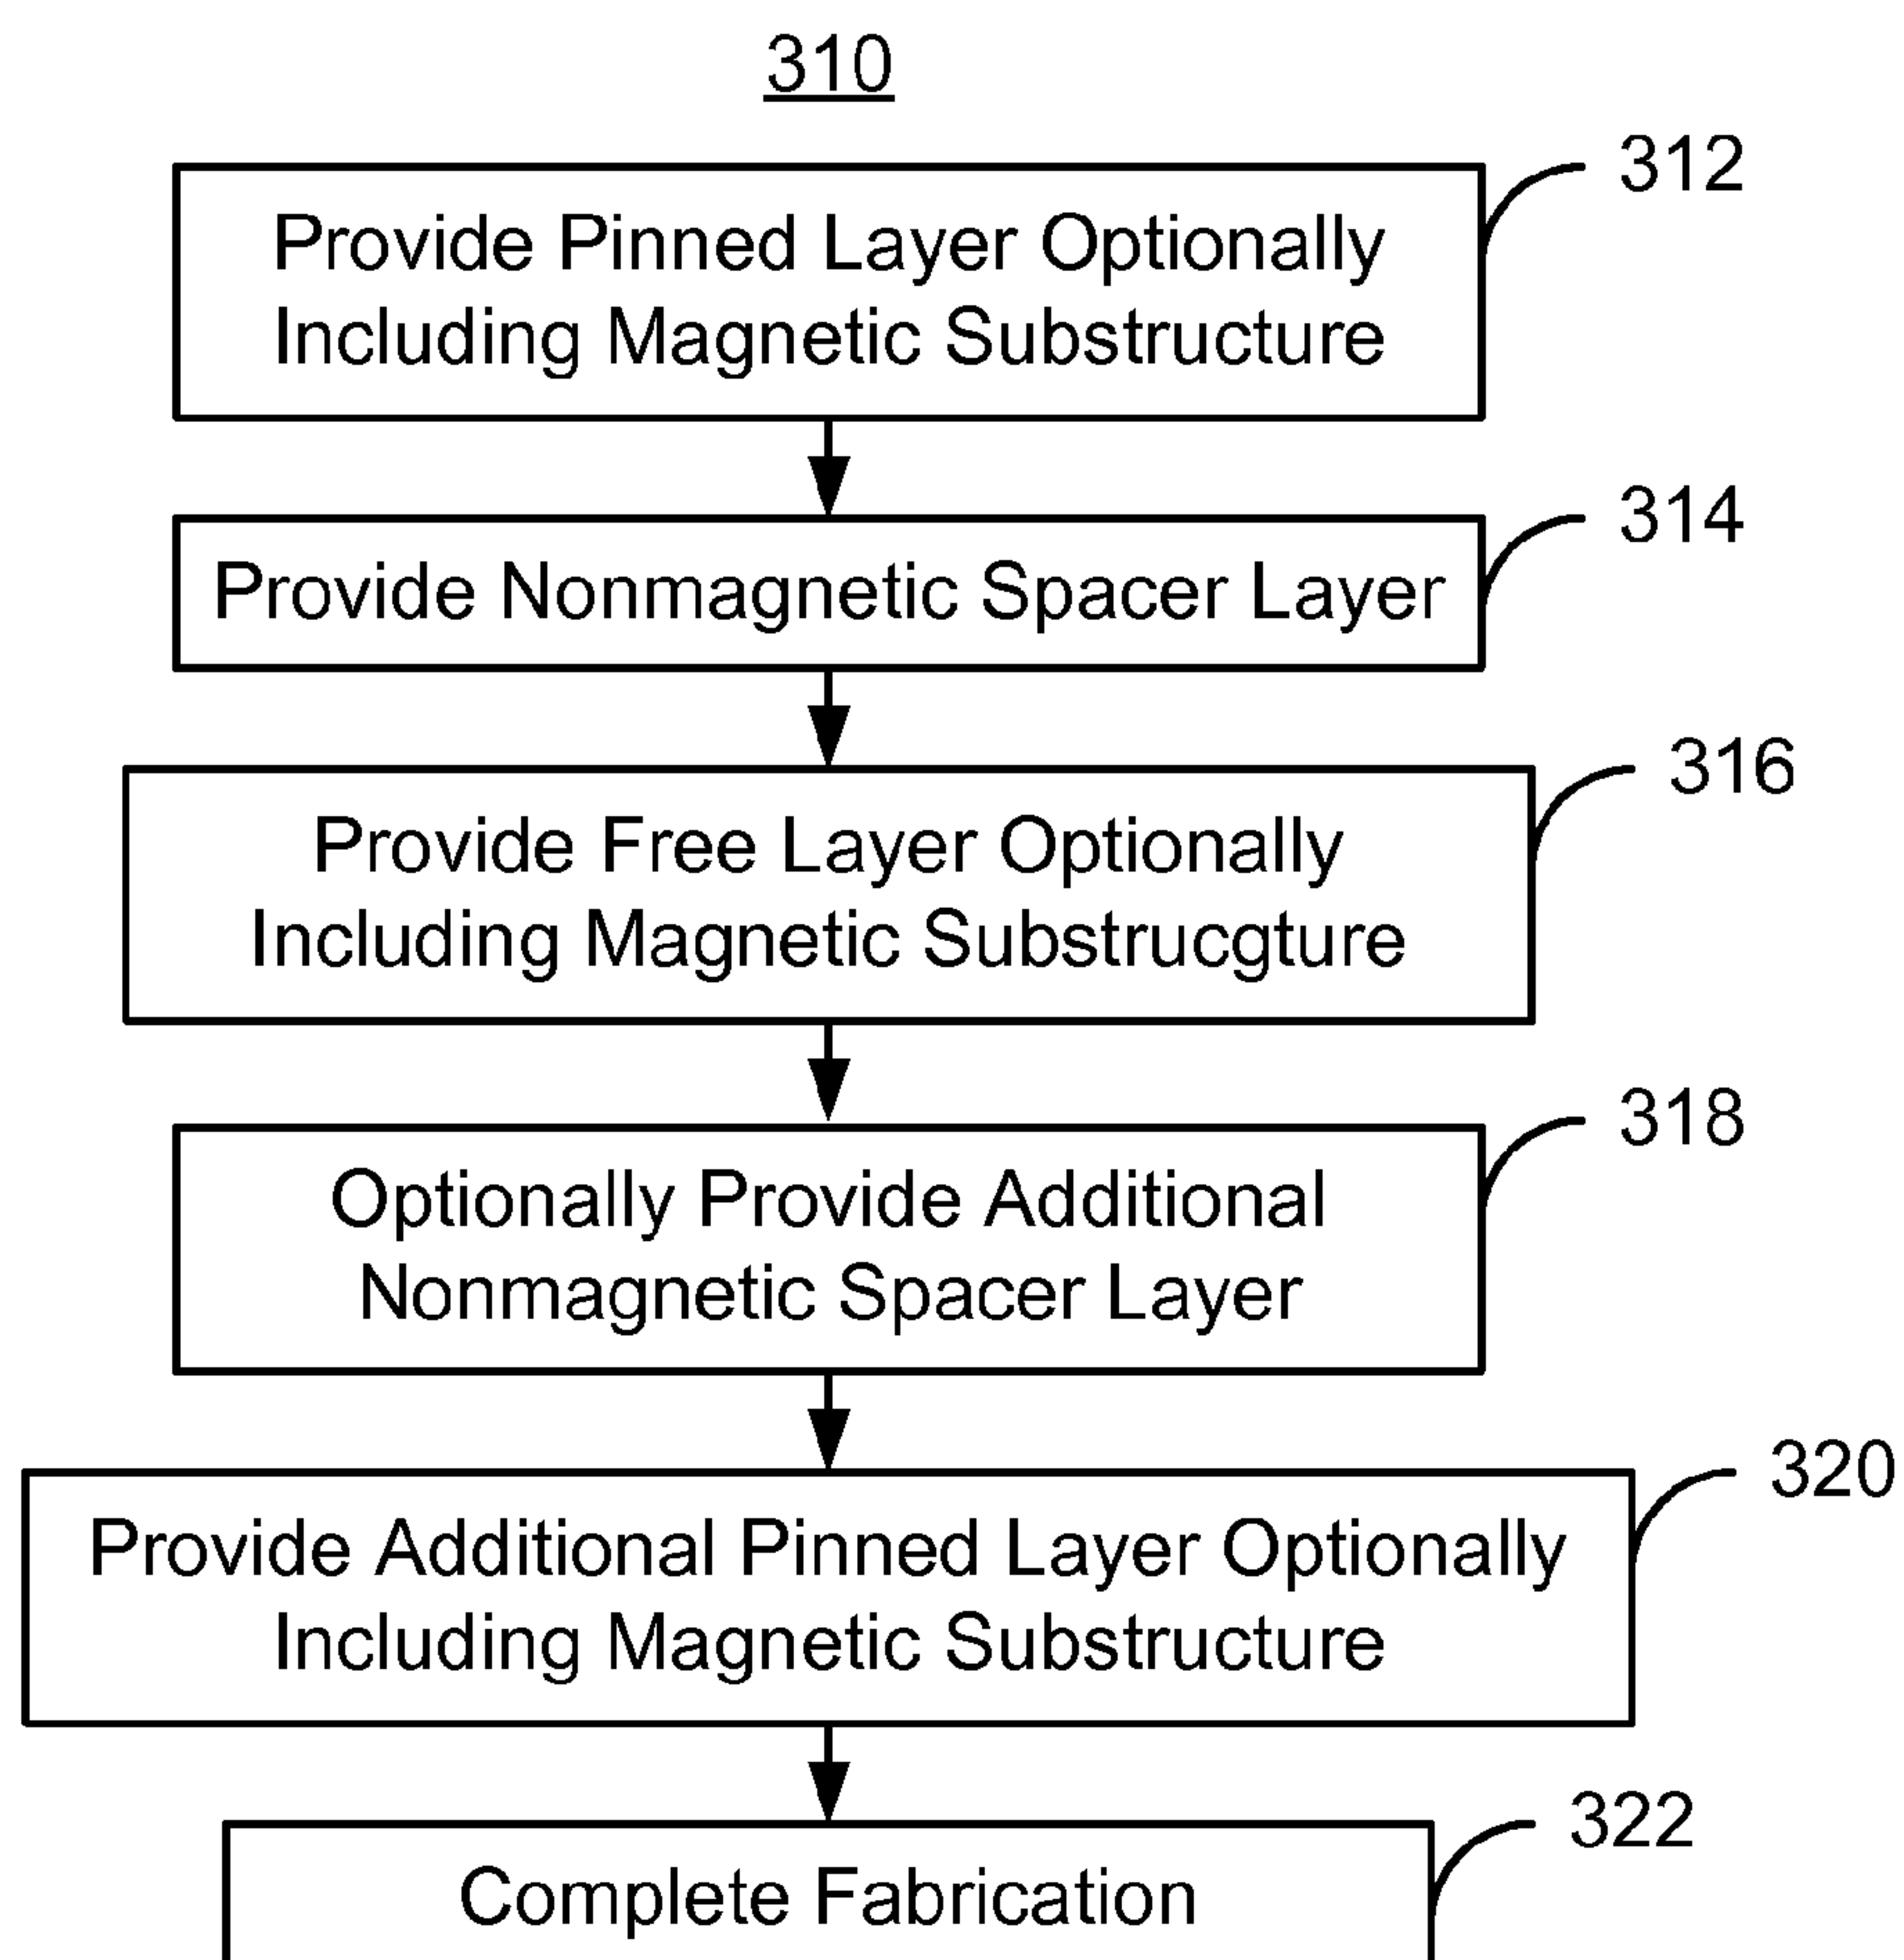 310
312
Provide Pinned Layer Optionally
Including Magnetic Substructure
314
Provide Nonmagnetic Spacer Layer
316
Provide Free Layer Optionally
Including Magnetic Substrucgture
318
Optionally Provide Additional
Nonmagnetic Spacer Layer
320
Provide Additional Pinned Layer Optionally
Including Magnetic Substructure
322
Complete Fabrication